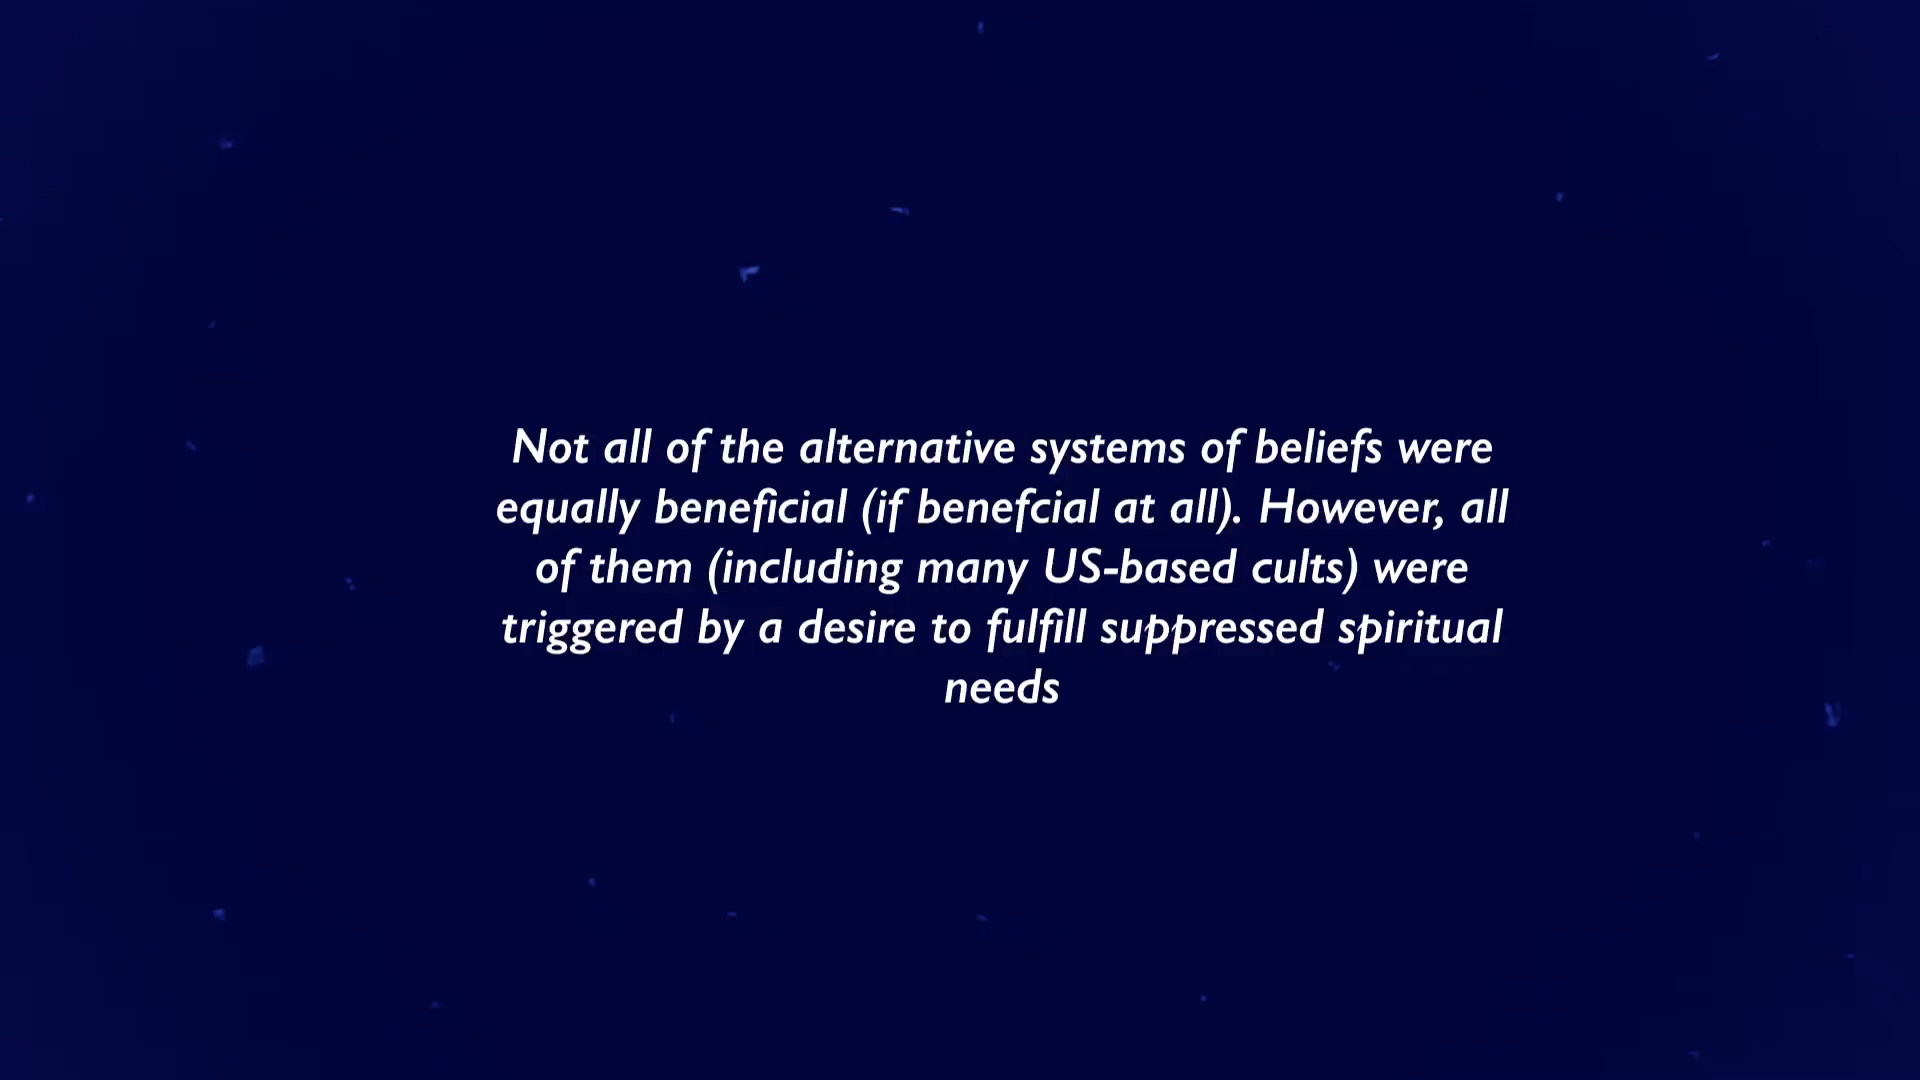 Not all of the alternative systems of beliefs were
equally beneficial (if benefcial at all). However, all
of them (including many US-based cults) were
triggered by a desire to fulfill suppressed spiritual
needs